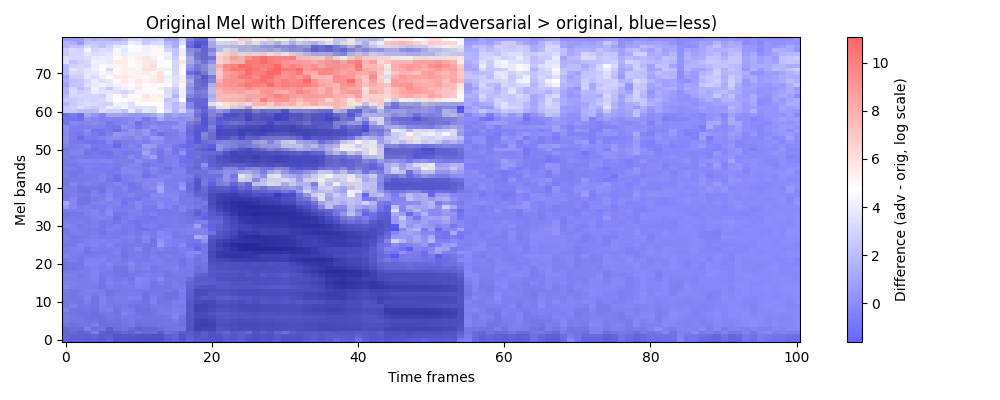 Original Mel with Differences (red=adversarial > original, blue=less)
Mel bands
70
60
50
40
30
20
10
0
0 20 40 60 80 100
Time frames
10
8
6
4
2
0
Difference (adv - orig, log scale)